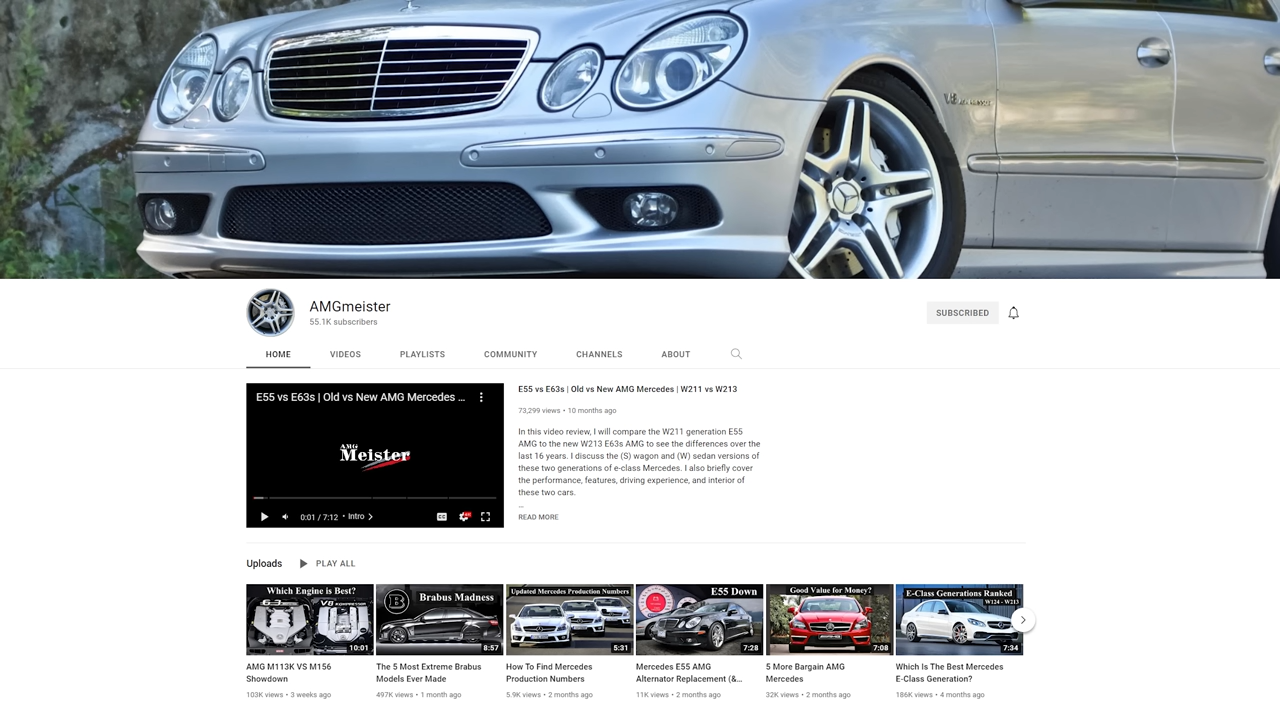 V8 KOMPRESSOR
AMGmeister
55.1K subscribers
SUBSCRIBED
HOME
VIDEOS
PLAYLISTS
COMMUNITY
CHANNELS
ABOUT
E55 vs E63s | Old vs New AMG Mercedes ...
AMG
Meister
0:01 / 7:12 • Intro
CC
E55 vs E63s | Old vs New AMG Mercedes | W211 vs W213
73,299 views • 10 months ago
In this video review, I will compare the W211 generation E55
AMG to the new W213 E63s AMG to see the differences over the
last 16 years. I discuss the (S) wagon and (W) sedan versions of
these two generations of e-class Mercedes. I also briefly cover
the performance, features, driving experience, and interior of
these two cars.
...
READ MORE
Uploads
PLAY ALL
Which Engine is Best?
6.3
V8 KOMPRESSOR
10:01
AMG M113K VS M156
Showdown
103K views • 3 weeks ago
B
Brabus Madness
8:57
The 5 Most Extreme Brabus
Models Ever Made
497K views • 1 month ago
Updated Mercedes Production Numbers
5:31
How To Find Mercedes
Production Numbers
5.9K views • 2 months ago
E55 Down
7:28
Mercedes E55 AMG
Alternator Replacement (&...
11K views • 2 months ago
Good Value for Money?
7:08
5 More Bargain AMG
Mercedes
32K views • 2 months ago
E-Class Generations Ranked
W124 - W213
7:34
Which Is The Best Mercedes
E-Class Generation?
186K views • 4 months ago